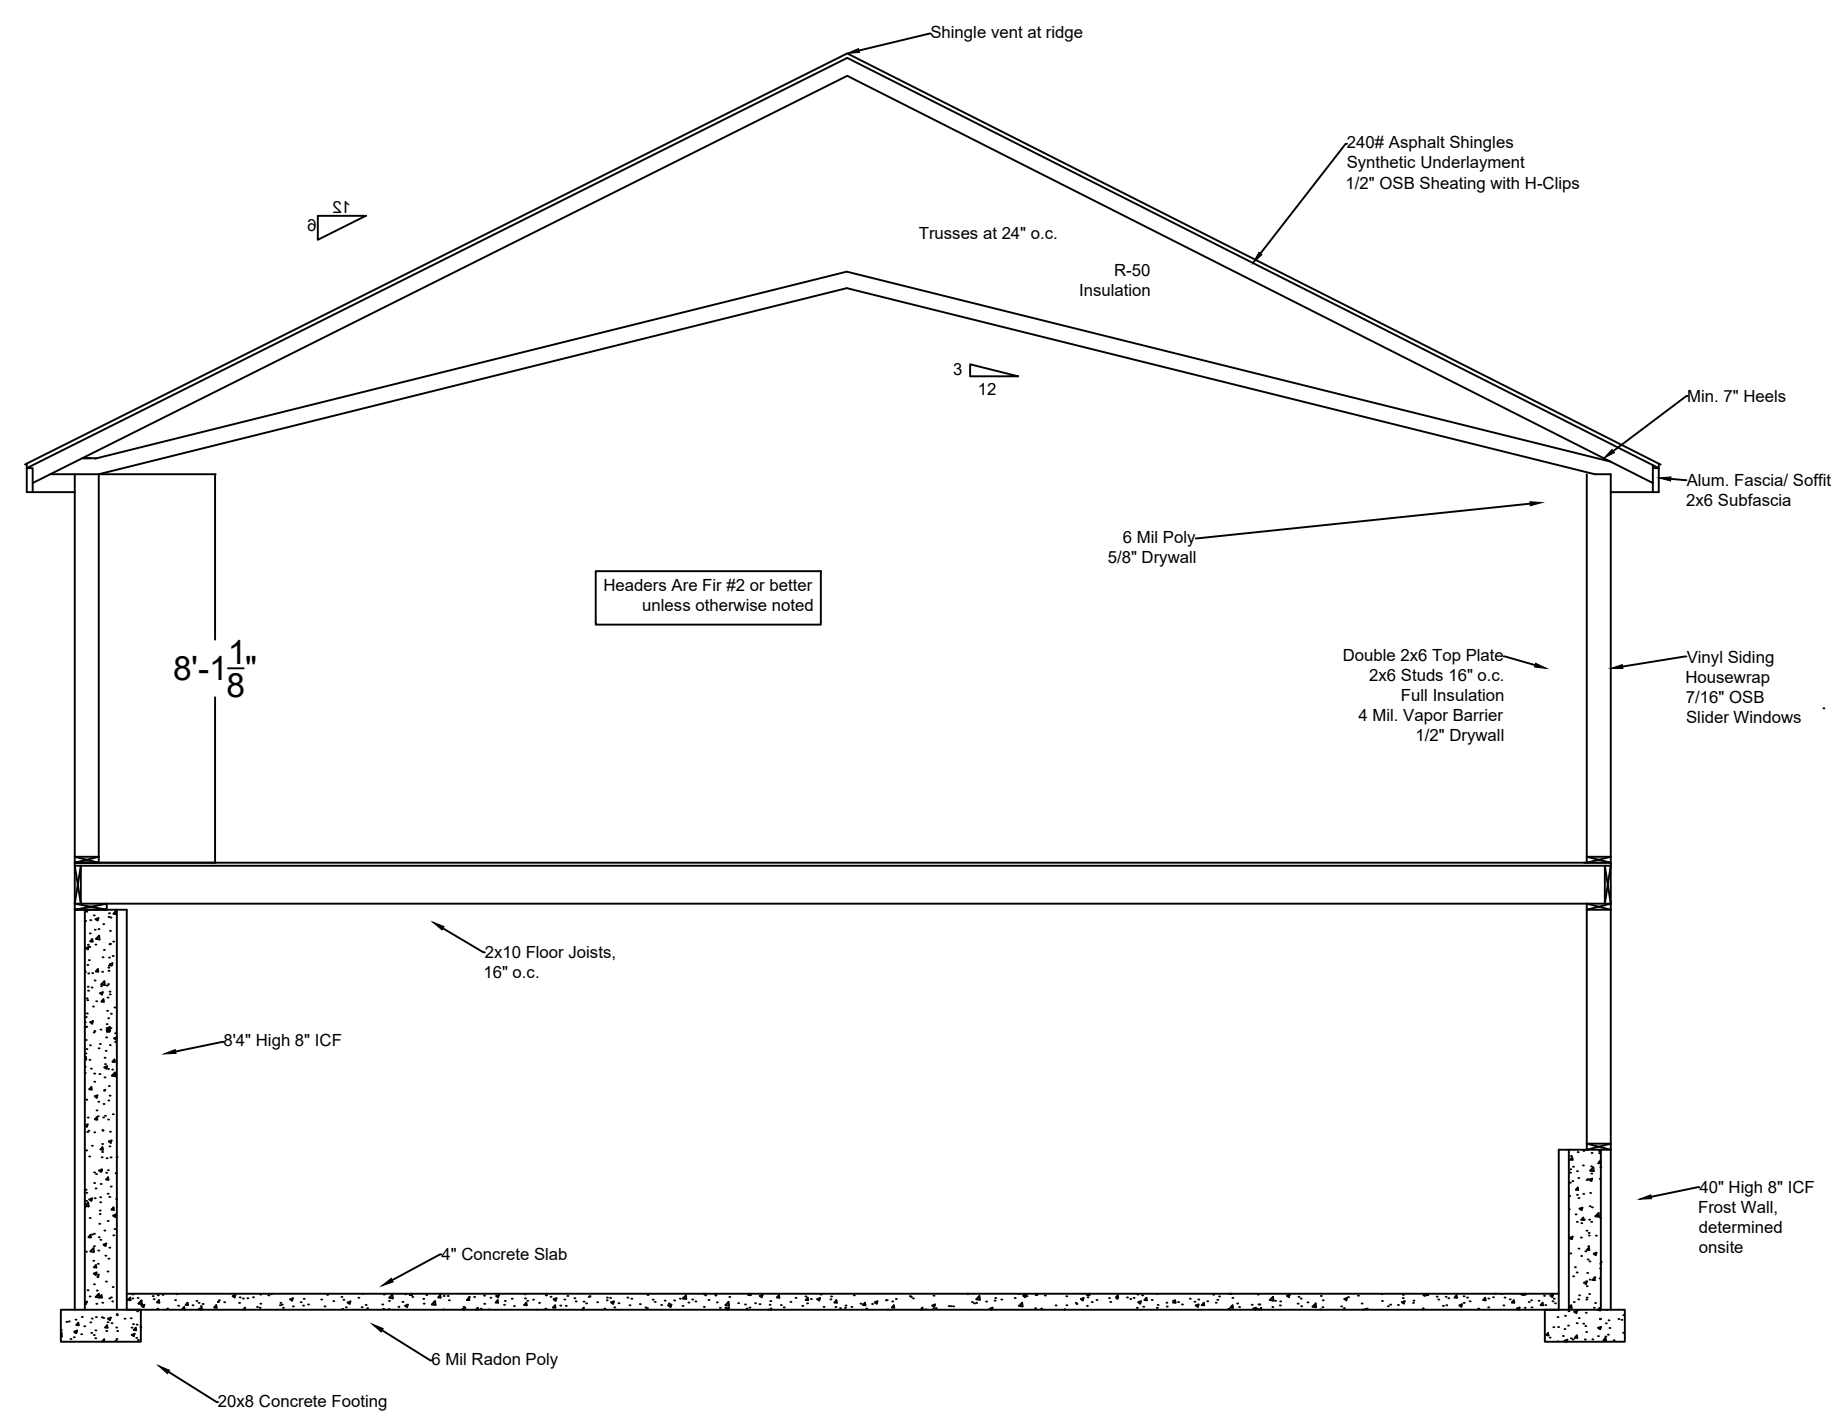 Shingle vent at ridge
240# Asphalt Shingles
Synthetic Underlayment
1/2" OSB Sheating with H-Clips
12
6
Trusses at 24" o.c.
R-50
Insulation
3
12
Min. 7" Heels
Alum. Fascia/ Soffit
2x6 Subfascia
6 Mil Poly
5/8" Drywall
Headers Are Fir #2 or better
unless otherwise noted
8'-1 1/8"
Double 2x6 Top Plate
2x6 Studs 16" o.c.
Full Insulation
4 Mil. Vapor Barrier
1/2" Drywall
Vinyl Siding
Housewrap
7/16" OSB
Slider Windows
2x10 Floor Joists,
16" o.c.
8'4" High 8" ICF
40" High 8" ICF
Frost Wall,
determined
onsite
4" Concrete Slab
6 Mil Radon Poly
20x8 Concrete Footing